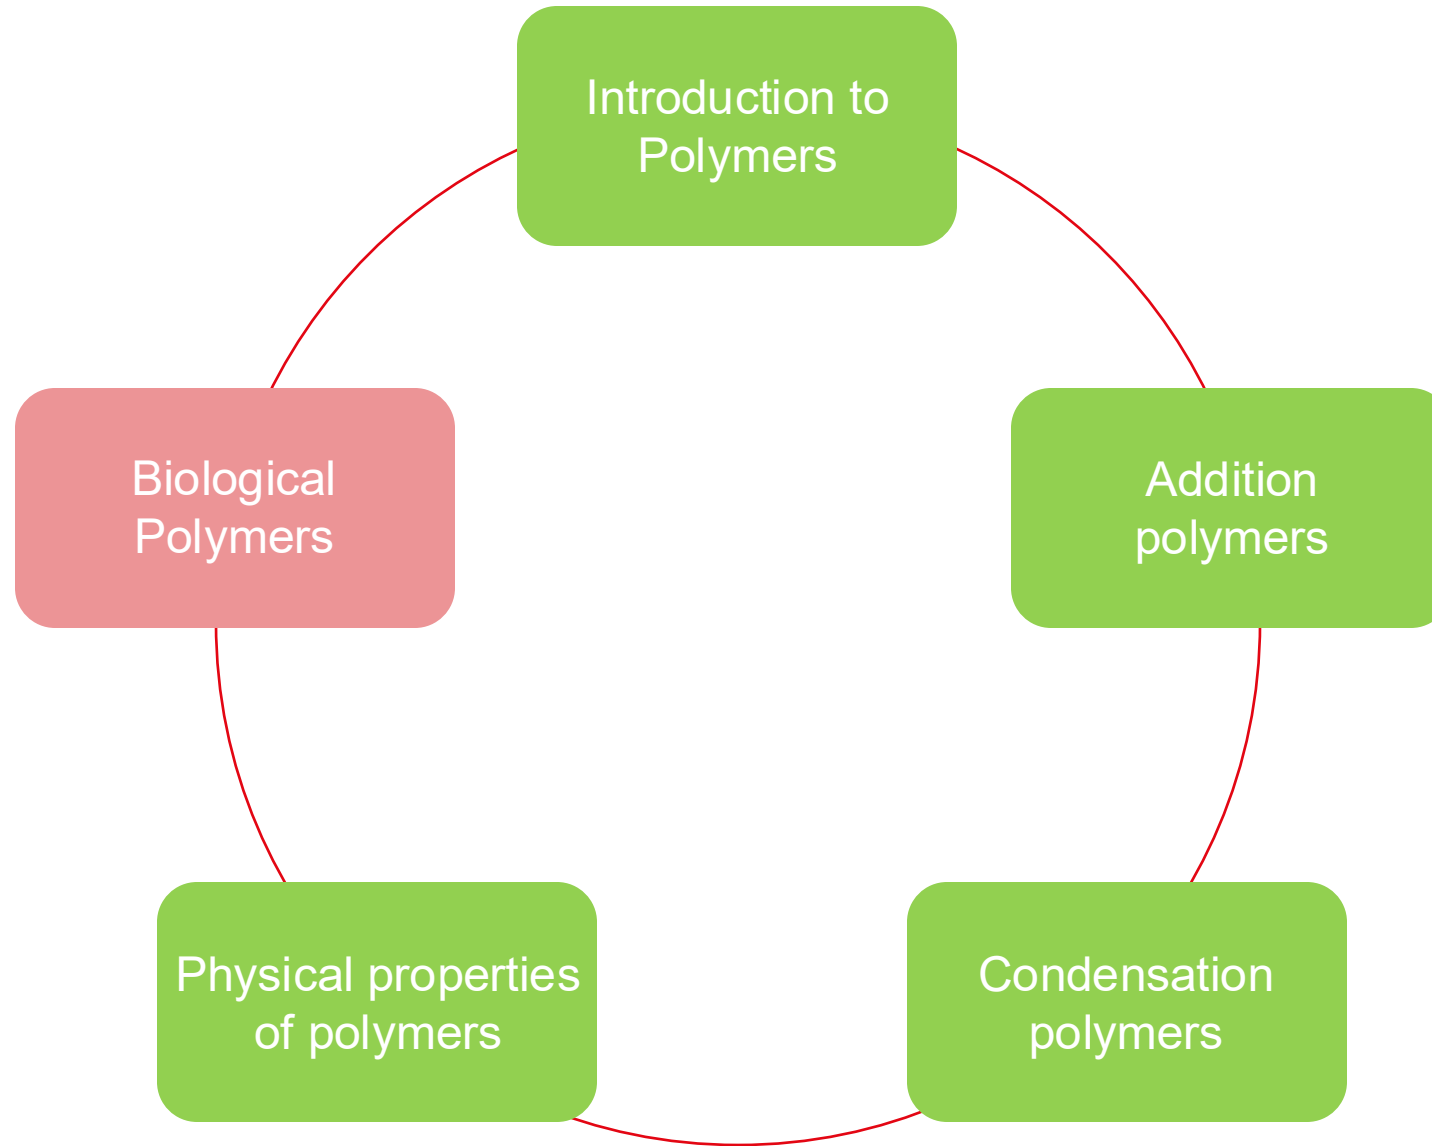 Introduction to
Polymers
Addition
polymers
Condensation
polymers
Physical properties
of polymers
Biological
Polymers